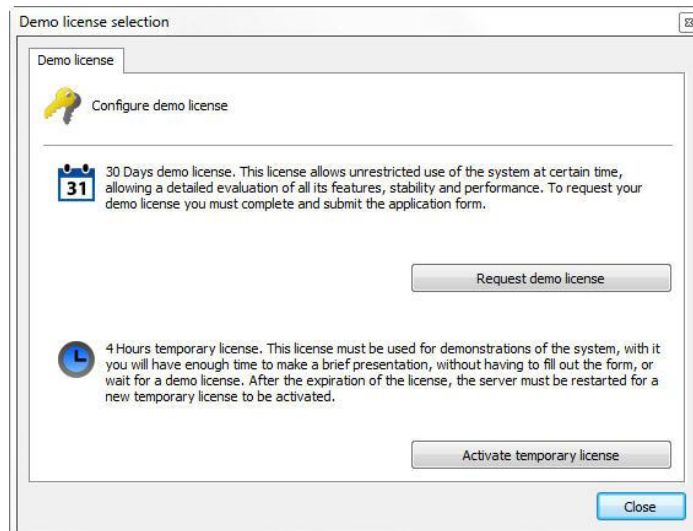 Demo license selection
Demo license
Configure demo license
31
30 Days demo license. This license allows unrestricted use of the system at certain time,
allowing a detailed evaluation of all its features, stability and performance. To request your
demo license you must complete and submit the application form.
Request demo license
4 Hours temporary license. This license must be used for demonstrations of the system, with it
you will have enough time to make a brief presentation, without having to fill out the form, or
wait for a demo license. After the expiration of the license, the server must be restarted for a
new temporary license to be activated.
Activate temporary license
Close